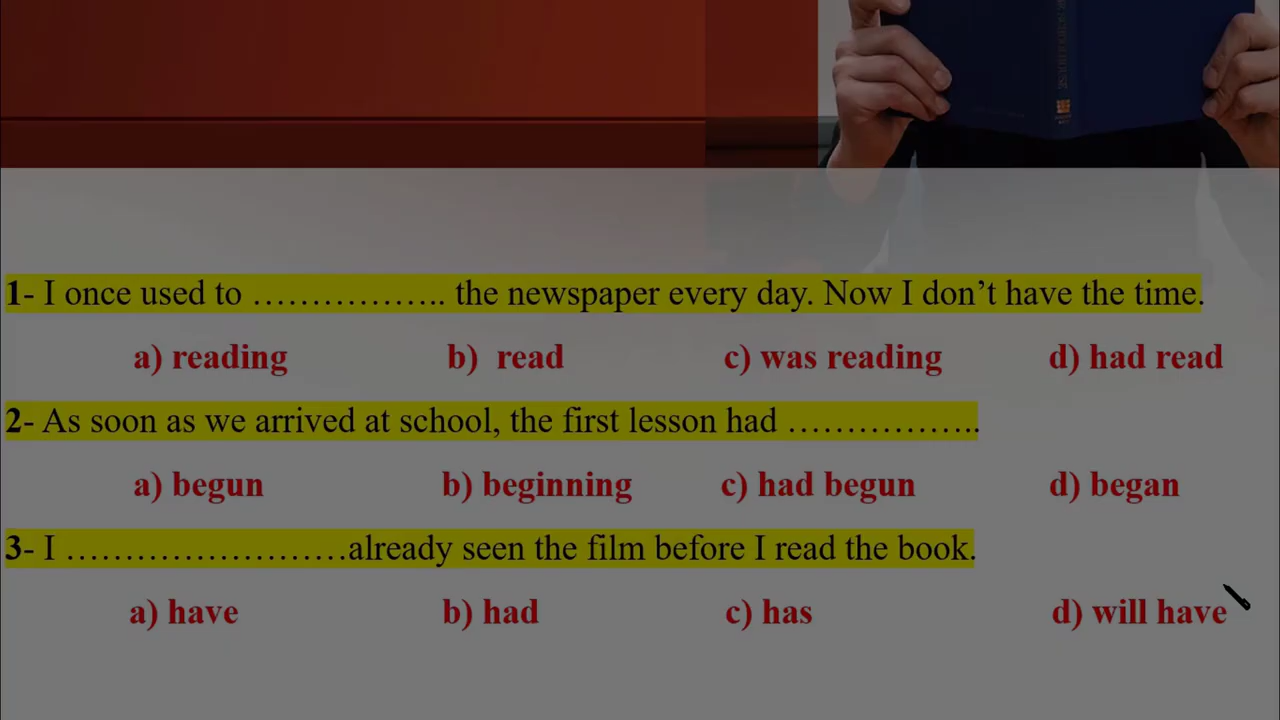 1- I once used to …………….. the newspaper every day. Now I don’t have the time.
a) reading b) read c) was reading d) had read
2- As soon as we arrived at school, the first lesson had ……………..
a) begun b) beginning c) had begun d) began
3- I ……………………already seen the film before I read the book.
a) have b) had c) has d) will have